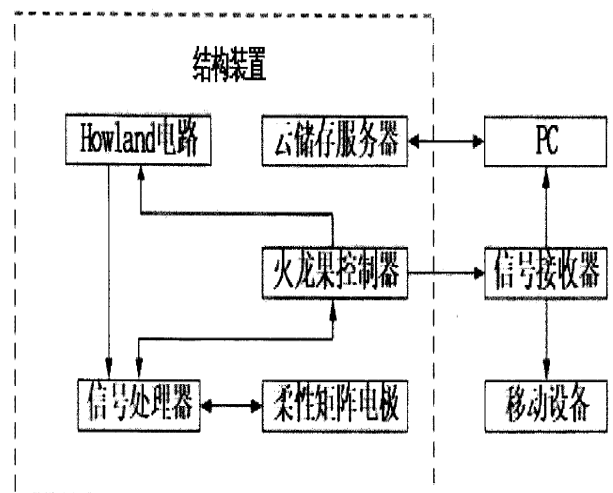 结构装置
Howland电路
云储存服务器
PC
火龙果控制器
信号接收器
信号处理器
柔性矩阵电极
移动设备